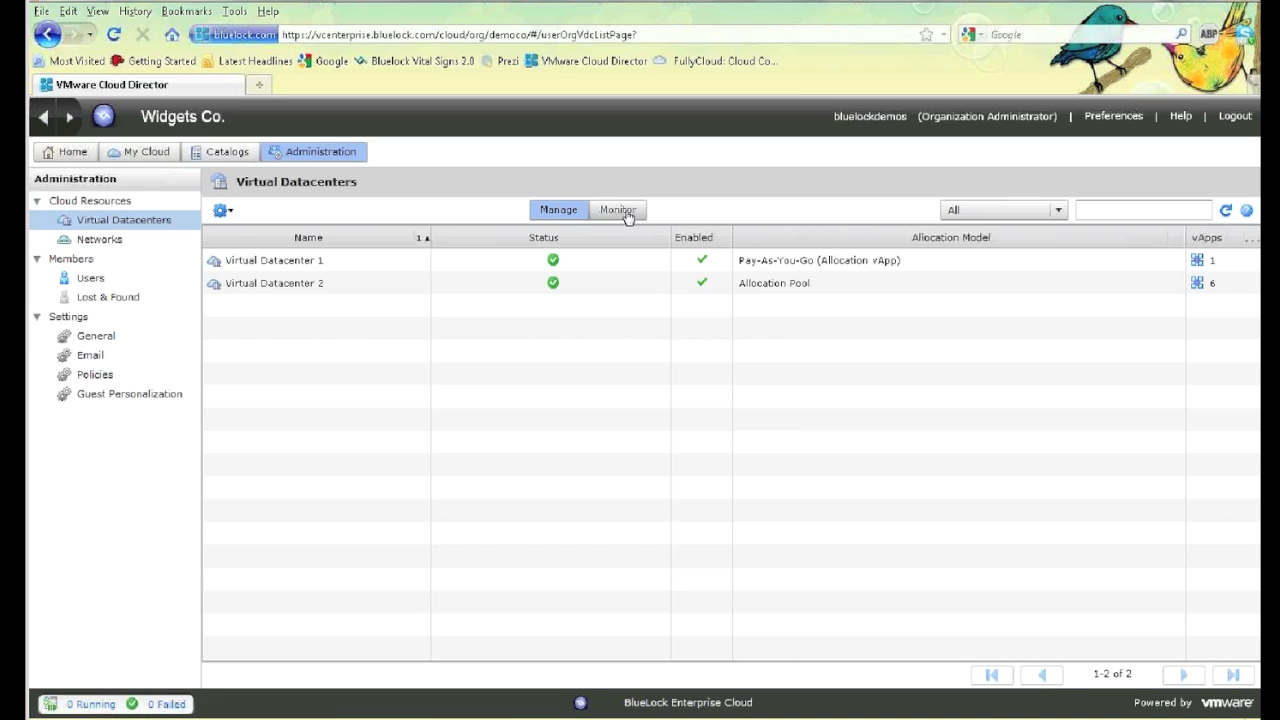 File Edit View History Bookmarks Tools Help
bluelock.com https://vcenterprise.bluelock.com/cloud/org/democo/#/userOrgVdcListPage? Google ABP
Most Visited Getting Started Latest Headlines Google Bluelock Vital Signs 2.0 Prezi VMware Cloud Director FullyCloud: Cloud Co...
VMware Cloud Director +
Widgets Co. bluelockdemos (Organization Administrator) | Preferences | Help | Logout
Home My Cloud Catalogs Administration
Administration
Cloud Resources
Virtual Datacenters
Networks
Members
Users
Lost & Found
Settings
General
Email
Policies
Guest Personalization
Virtual Datacenters
Manage Monitor All
Name 1 ▲ Status Enabled Allocation Model vApps ...
Virtual Datacenter 1 Pay-As-You-Go (Allocation vApp) 1
Virtual Datacenter 2 Allocation Pool 6
1-2 of 2
0 Running 0 Failed BlueLock Enterprise Cloud Powered by vmware